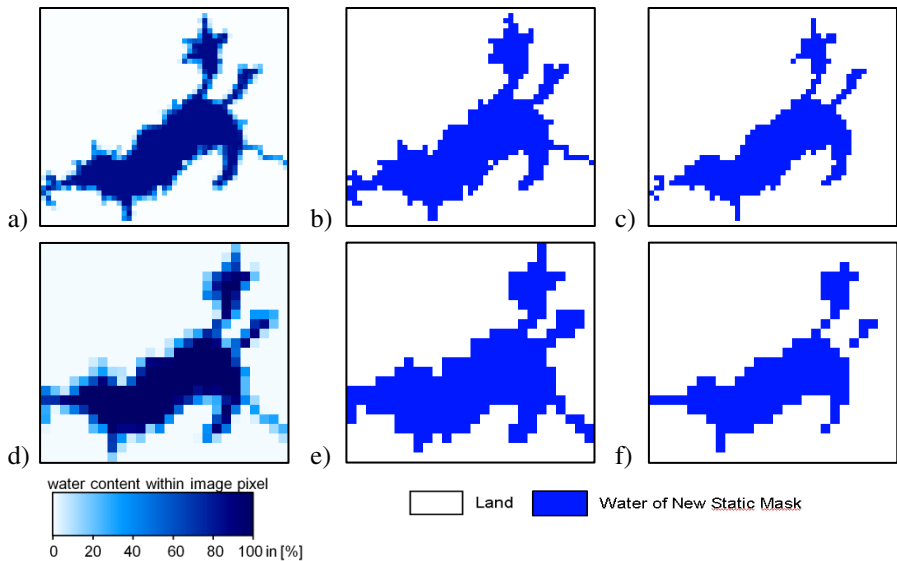 a)
b)
c)
d)
e)
f)
water content within image pixel
0 20 40 60 80 100 in [%]
Land
Water of New Static Mask